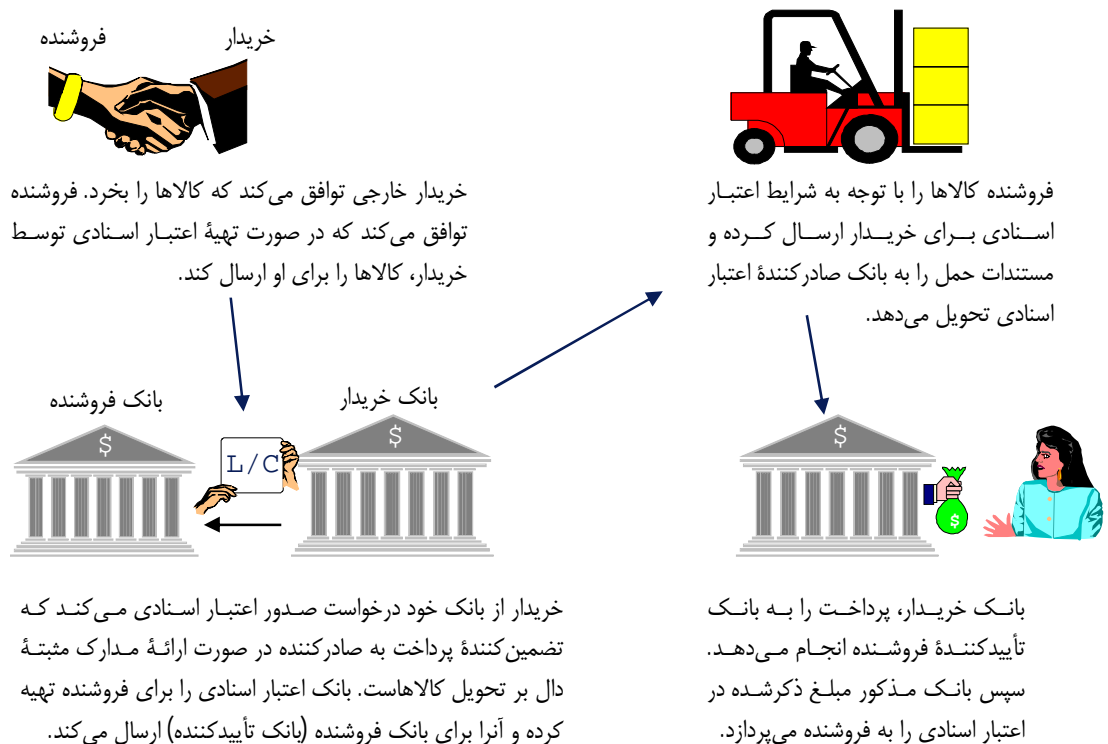 خریدار
فروشنده
خریدار خارجی توافق می‌کند که کالاها را بخرد. فروشنده
توافق می‌کند که در صورت تهیهٔ اعتبار اسنادی توسط
خریدار، کالاها را برای او ارسال کند.
بانک خریدار
بانک فروشنده
$
$
L/C
خریدار از بانک خود درخواست صدور اعتبار اسنادی می‌کند که
تضمین‌کنندهٔ پرداخت به صادرکننده در صورت ارائهٔ مدارک مثبتهٔ
دال بر تحویل کالاهاست. بانک اعتبار اسنادی را برای فروشنده تهیه
کرده و آنرا برای بانک فروشنده (بانک تأییدکننده) ارسال می‌کند.
فروشنده کالاها را با توجه به شرایط اعتبار
اسنادی برای خریدار ارسال کرده و
مستندات حمل را به بانک صادرکنندهٔ اعتبار
اسنادی تحویل می‌دهد.
$
$
بانک خریدار، پرداخت را به بانک
تأییدکنندهٔ فروشنده انجام می‌دهد.
سپس بانک مذکور مبلغ ذکرشده در
اعتبار اسنادی را به فروشنده می‌پردازد.